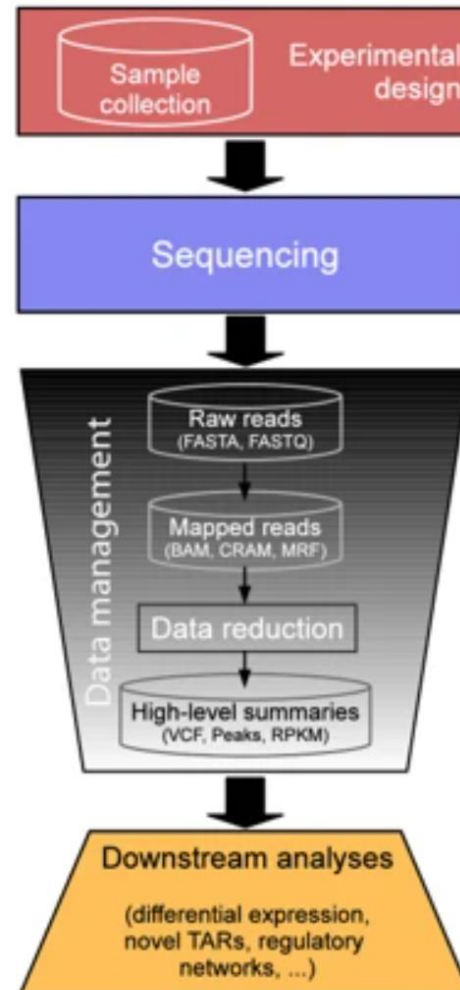 Sample
collection
Experimental
design
Sequencing
Data management
Raw reads
(FASTA, FASTQ)
Mapped reads
(BAM, CRAM, MRF)
Data reduction
High-level summaries
(VCF, Peaks, RPKM)
Downstream analyses
(differential expression,
novel TARs, regulatory
networks, ...)